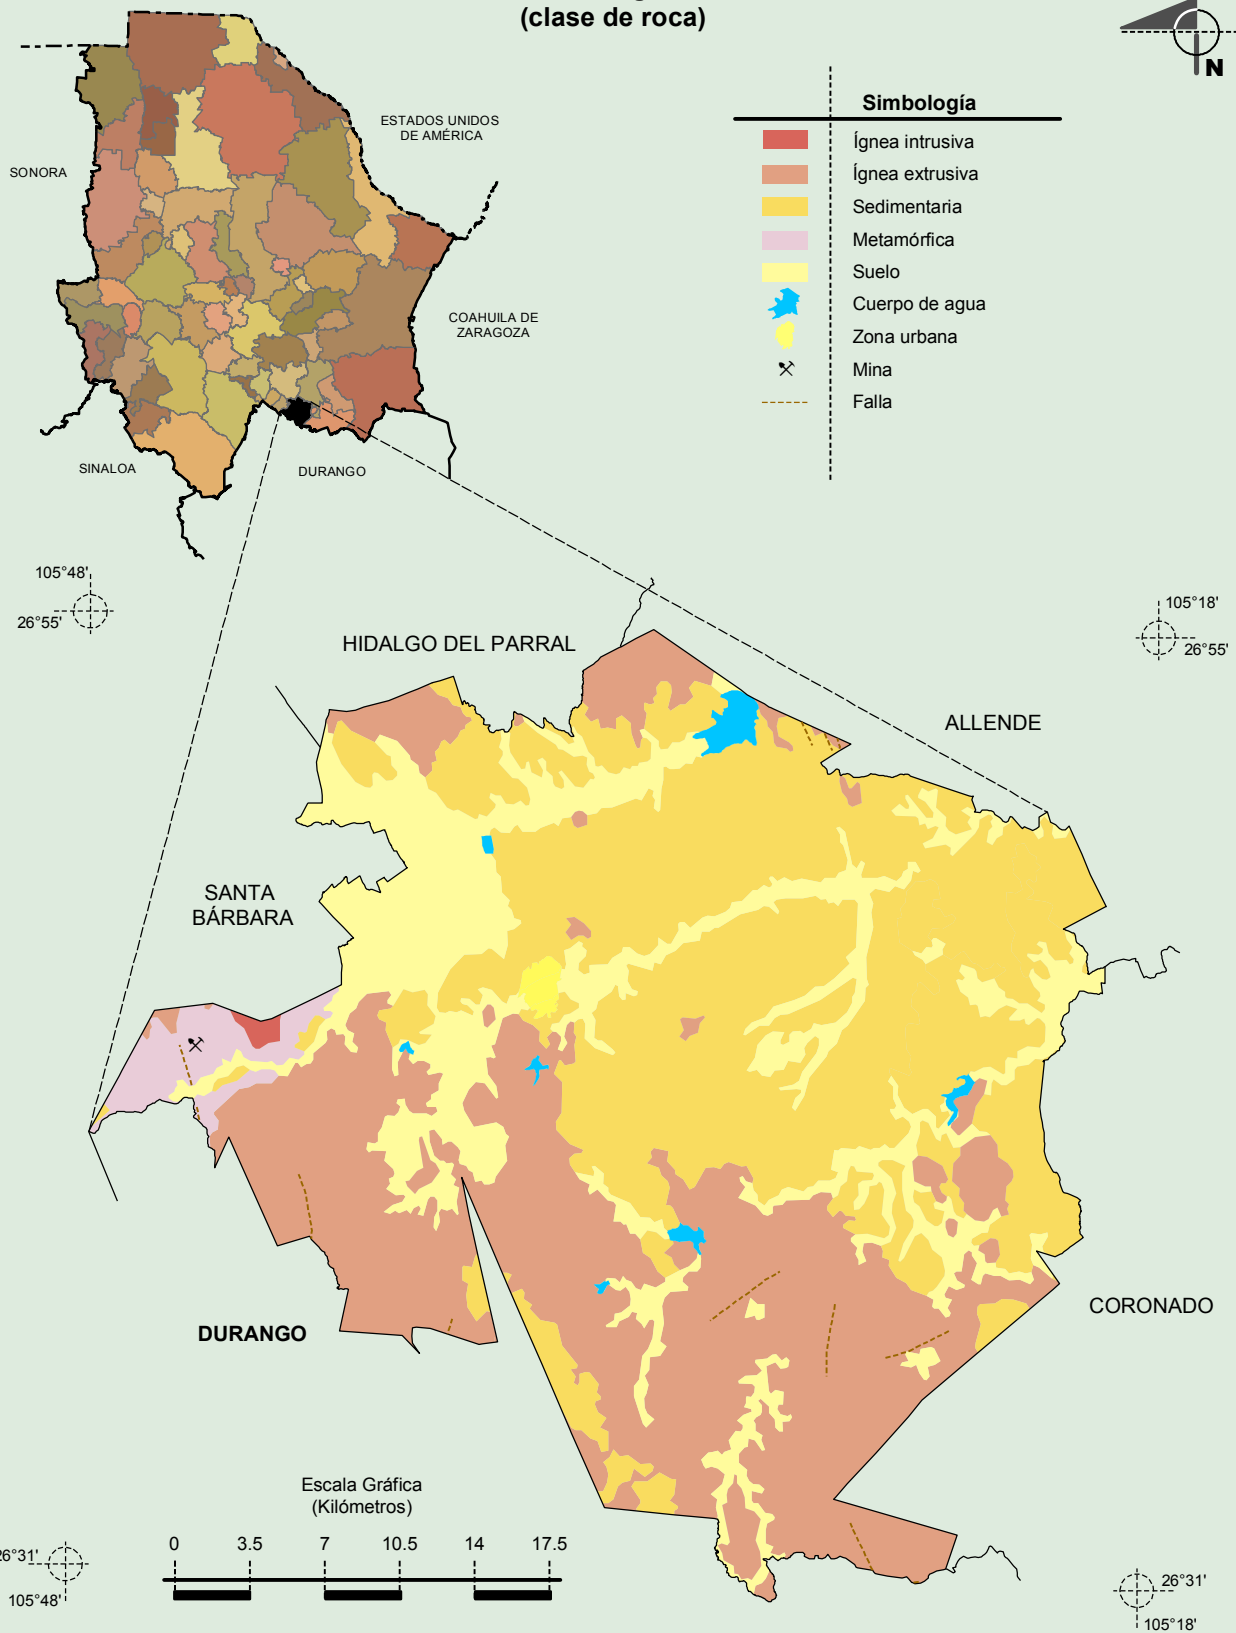 (clase de roca)
N
ESTADOS UNIDOS
DE AMÉRICA
SONORA
COAHUILA DE
ZARAGOZA
SINALOA
DURANGO
Simbología
Ígnea intrusiva
Ígnea extrusiva
Sedimentaria
Metamórfica
Suelo
Cuerpo de agua
Zona urbana
Mina
Falla
105°48'
26°55'
105°18'
26°55'
HIDALGO DEL PARRAL
ALLENDE
SANTA
BÁRBARA
CORONADO
DURANGO
Escala Gráfica
(Kilómetros)
0 3.5 7 10.5 14 17.5
26°31'
105°48'
26°31'
105°18'